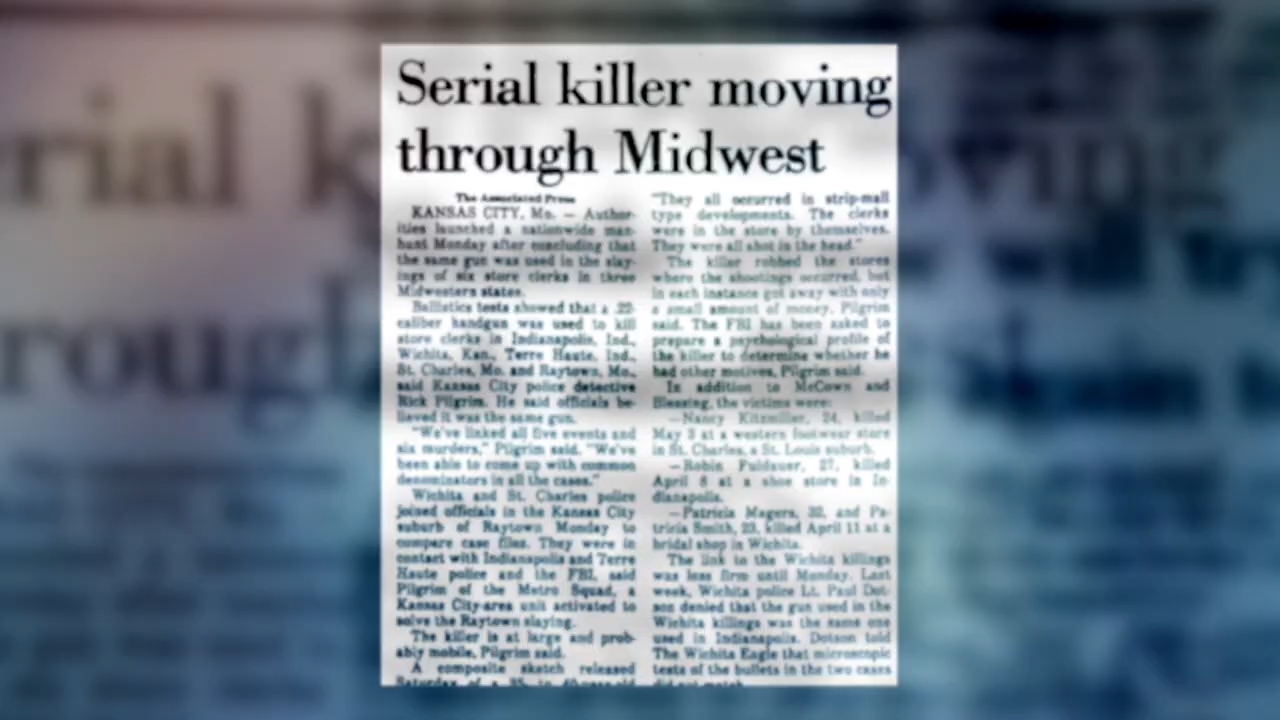 Serial killer moving
through Midwest
The Associated Press
KANSAS CITY, Mo. — Author-
ities launched a nationwide man-
hunt Monday after concluding that
the same gun was used in the slay-
ings of six store clerks in three
Midwestern states.
Ballistics tests showed that a .22-
caliber handgun was used to kill
store clerks in Indianapolis, Ind.,
Wichita, Kan., Terre Haute, Ind.,
St. Charles, Mo. and Raytown, Mo.,
said Kansas City police detective
Rick Pilgrim. He said officials be-
lieved it was the same gun.
"We've linked all five events and
six murders," Pilgrim said. "We've
been able to come up with common
denominators in all the cases."
Wichita and St. Charles police
joined officials in the Kansas City
suburb of Raytown Monday to
compare case files. They were in
contact with Indianapolis and Terre
Haute police and the FBI, said
Pilgrim of the Metro Squad, a
Kansas City-area unit activated to
solve the Raytown slaying.
The killer is at large and prob-
ably mobile, Pilgrim said.
A composite sketch released
Saturday of a 35- to 40-year-old
"They all occurred in strip-mall
type developments. The clerks
were in the store by themselves.
They were all shot in the head."
The killer robbed the stores
where the shootings occurred, but
in each instance got away with only
a small amount of money, Pilgrim
said. The FBI has been asked to
prepare a psychological profile of
the killer to determine whether he
had other motives, Pilgrim said.
In addition to McCown and
Blessing, the victims were:
—Nancy Kitzmiller, 24, killed
May 3 at a western footwear store
in St. Charles, a St. Louis suburb.
—Robin Fuldauer, 27, killed
April 8 at a shoe store in In-
dianapolis.
—Patricia Magers, 32, and Pa-
tricia Smith, 23, killed April 11 at a
bridal shop in Wichita.
The link to the Wichita killings
was less firm until Monday. Last
week, Wichita police Lt. Paul Dot-
son denied that the gun used in the
Wichita killings was the same one
used in Indianapolis. Dotson told
The Wichita Eagle that microscopic
tests of the bullets in the two cases
did not match.